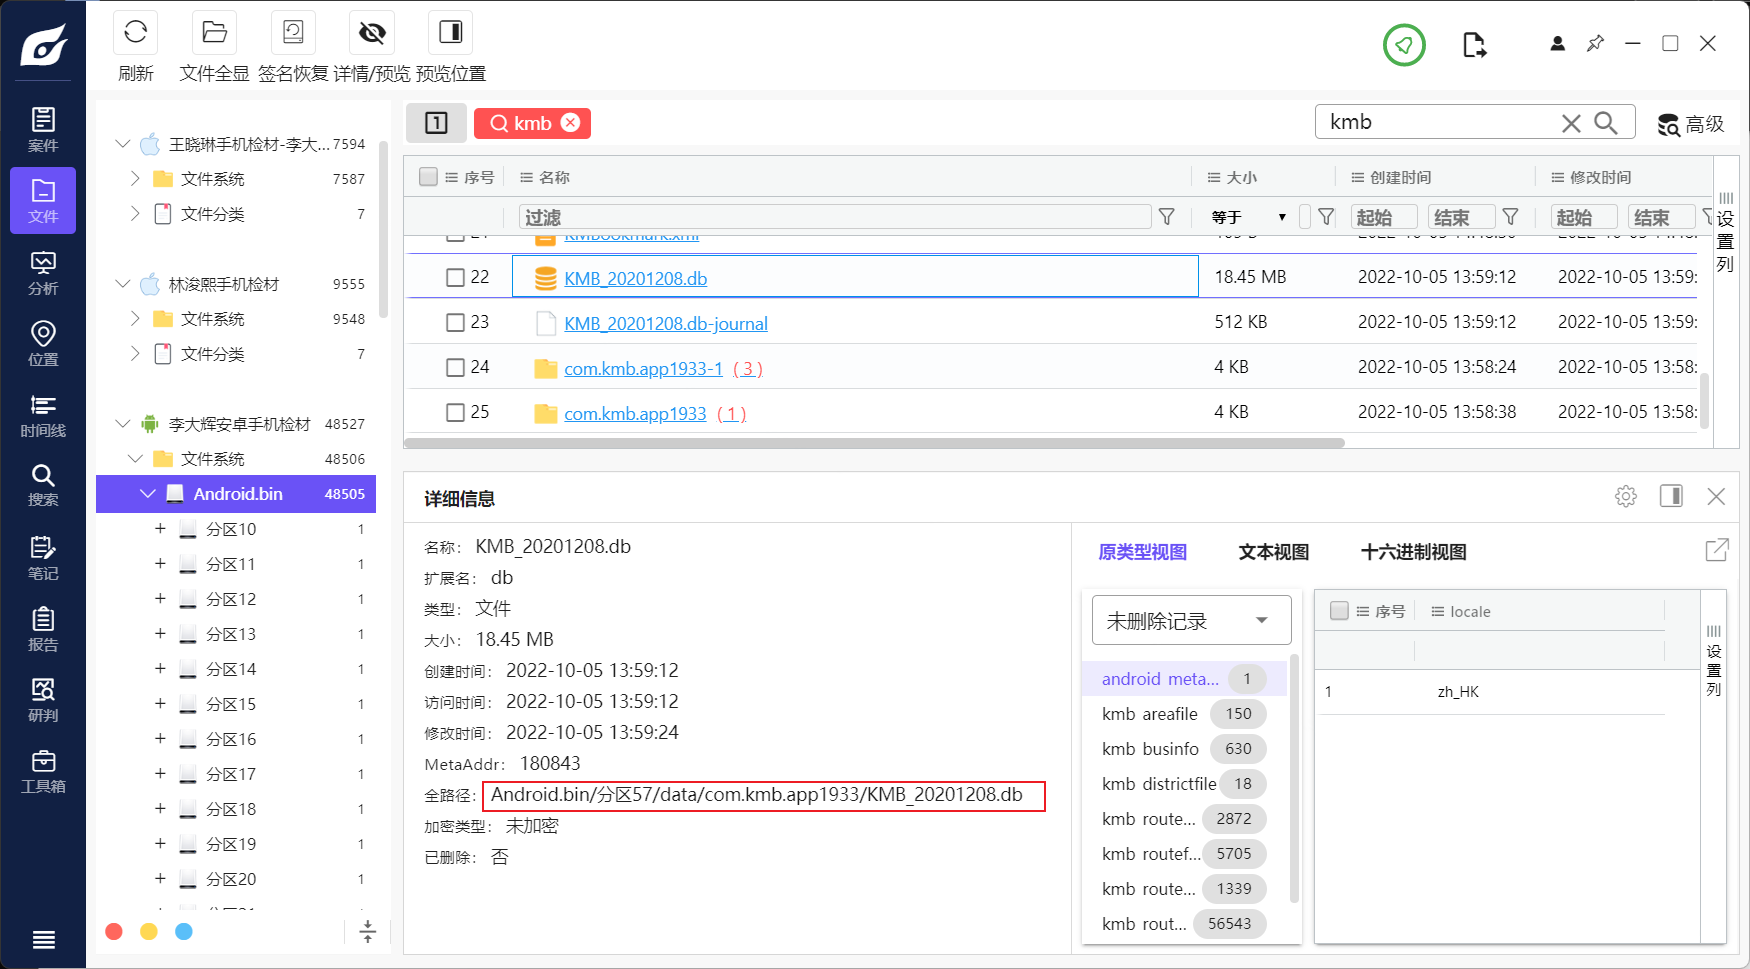 刷新
文件全显
签名恢复
详情/预览
预览位置
案件
文件
分析
位置
时间线
搜索
笔记
报告
研判
工具箱
王晓琳手机检材-李大... 7594
文件系统 7587
文件分类 7
林浚熙手机检材 9555
文件系统 9548
文件分类 7
李大辉安卓手机检材 48527
文件系统 48506
Android.bin 48505
分区10 1
分区11 1
分区12 1
分区13 1
分区14 1
分区15 1
分区16 1
分区17 1
分区18 1
分区19 1
分区20 1
1 kmb
kmb 高级
序号 名称 大小 创建时间 修改时间
过滤 等于 起始 结束 起始 结束
设置列
22 KMB_20201208.db 18.45 MB 2022-10-05 13:59:12 2022-10-05 13:59:
23 KMB_20201208.db-journal 512 KB 2022-10-05 13:59:12 2022-10-05 13:59:
24 com.kmb.app1933-1 ( 3 ) 4 KB 2022-10-05 13:58:24 2022-10-05 13:58:
25 com.kmb.app1933 ( 1 ) 4 KB 2022-10-05 13:58:38 2022-10-05 13:58:
详细信息
名称： KMB_20201208.db
扩展名： db
类型： 文件
大小： 18.45 MB
创建时间： 2022-10-05 13:59:12
访问时间： 2022-10-05 13:59:12
修改时间： 2022-10-05 13:59:24
MetaAddr： 180843
全路径： Android.bin/分区57/data/com.kmb.app1933/KMB_20201208.db
加密类型： 未加密
已删除： 否
原类型视图 文本视图 十六进制视图
未删除记录
android meta... 1
kmb areafile 150
kmb businfo 630
kmb districtfile 18
kmb route... 2872
kmb routef... 5705
kmb route... 1339
kmb rout... 56543
序号 locale
1 zh_HK
设置列